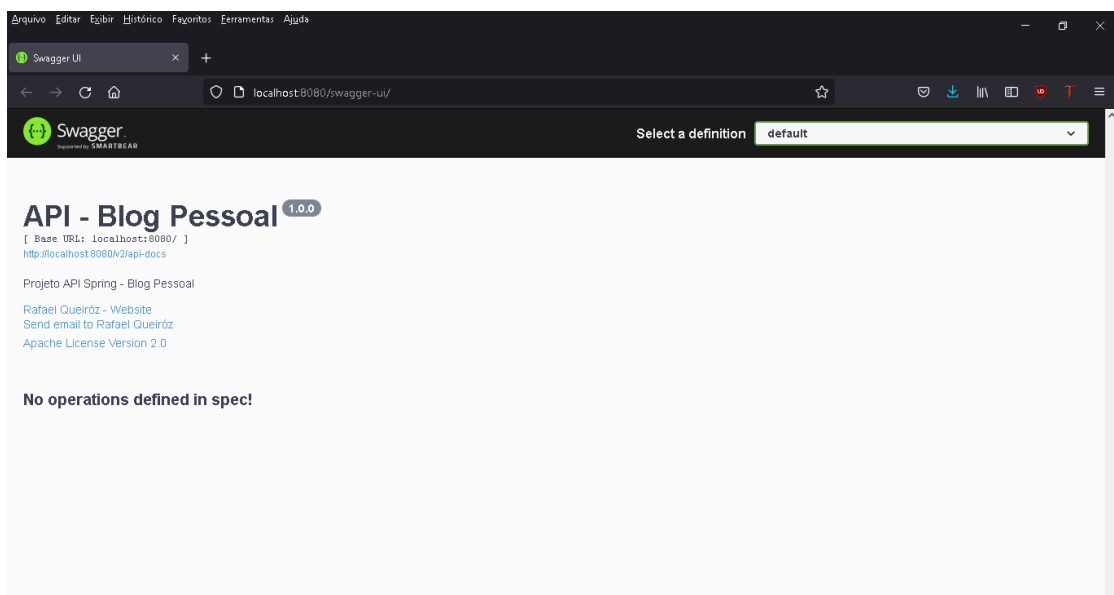 Arquivo Editar Exibir Histórico Favoritos Ferramentas Ajuda
Swagger UI
localhost:8080/swagger-ui/
Swagger.
Supported by SMARTBEAR
Select a definition default
API - Blog Pessoal 1.0.0
[ Base URL: localhost:8080/ ]
http://localhost:8080/v2/api-docs
Projeto API Spring - Blog Pessoal
Rafael Queiróz - Website
Send email to Rafael Queiróz
Apache License Version 2.0
No operations defined in spec!